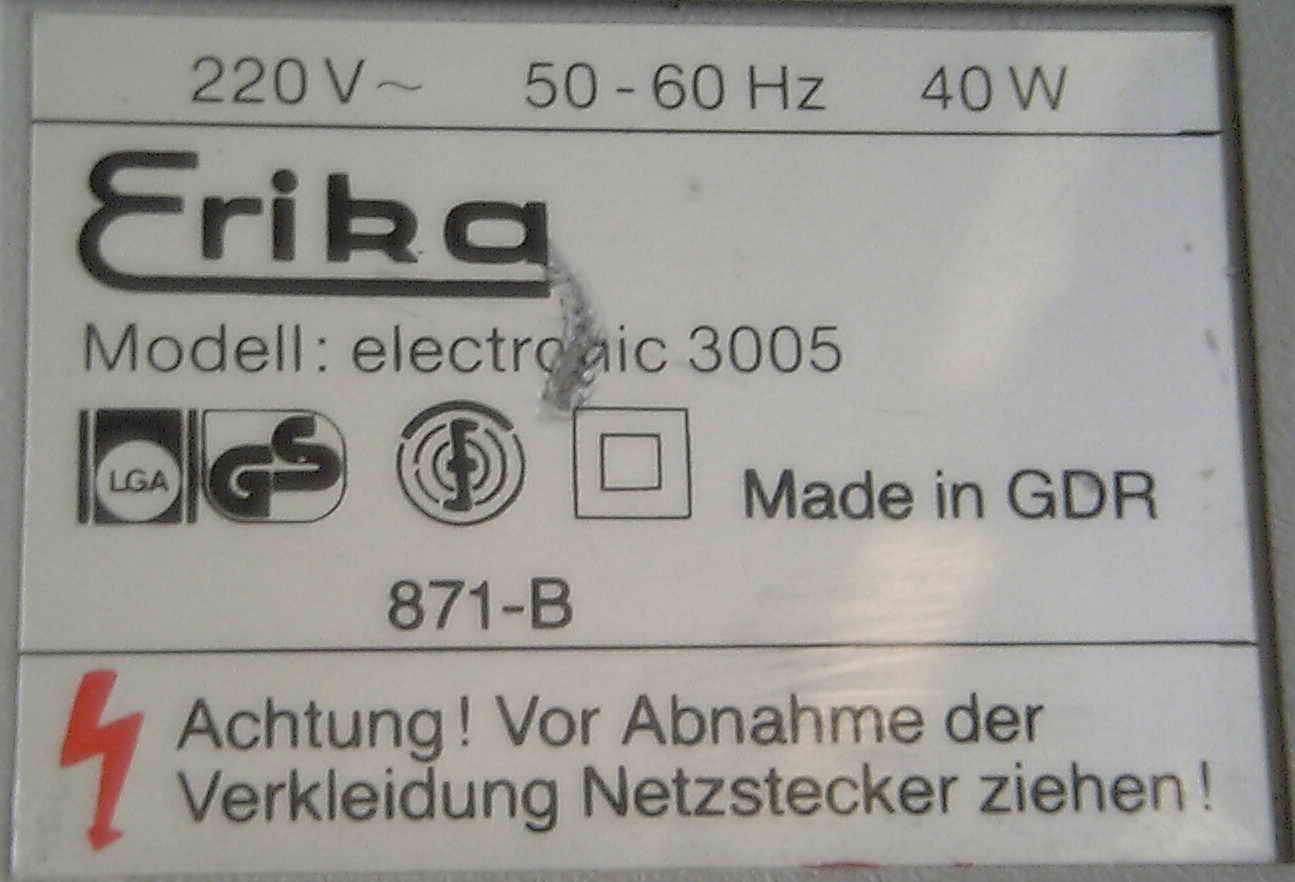 220 V ~ 50 - 60 Hz 40 W
Erika
Modell: electronic 3005
LGA GS Made in GDR
871-B
Achtung! Vor Abnahme der
Verkleidung Netzstecker ziehen!